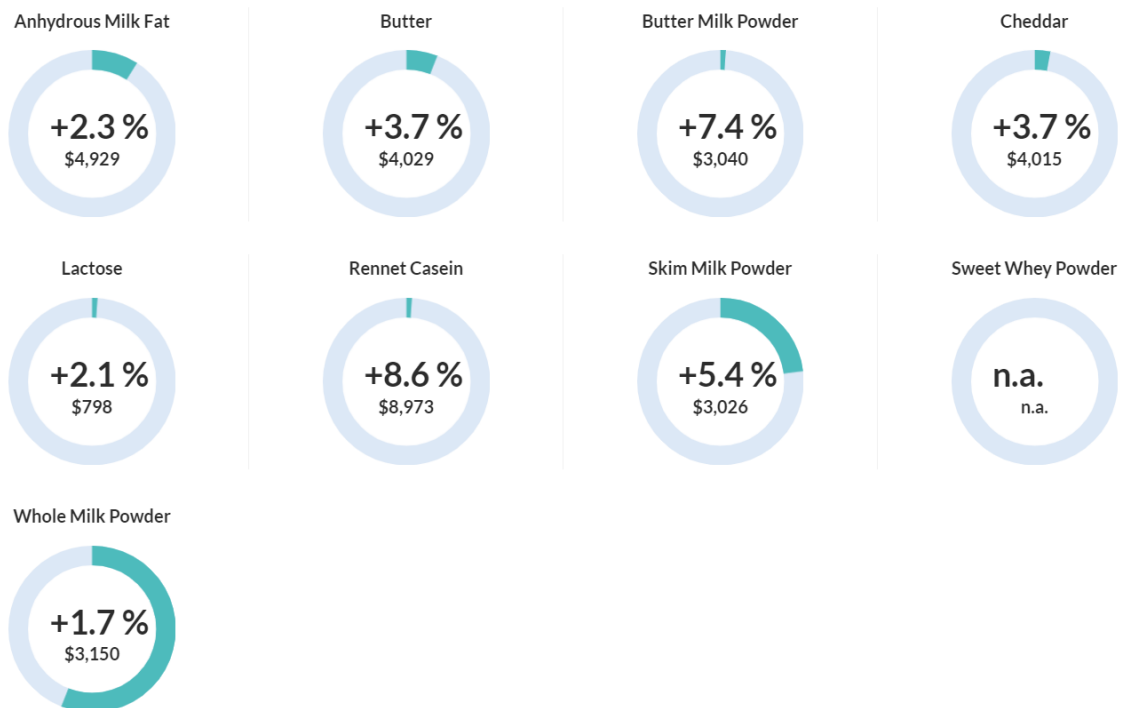 Anhydrous Milk Fat
+2.3 %
$4,929
Butter
+3.7 %
$4,029
Butter Milk Powder
+7.4 %
$3,040
Cheddar
+3.7 %
$4,015
Lactose
+2.1 %
$798
Rennet Casein
+8.6 %
$8,973
Skim Milk Powder
+5.4 %
$3,026
Sweet Whey Powder
n.a.
n.a.
Whole Milk Powder
+1.7 %
$3,150